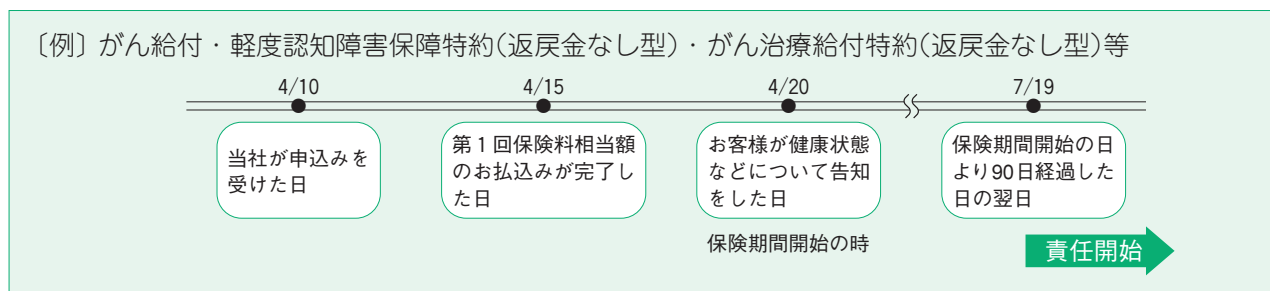 〔例〕がん給付・軽度認知障害保障特約(返戻金なし型)・がん治療給付特約(返戻金なし型)等
4/10
4/15
4/20
7/19
当社が申込みを
受けた日
第1回保険料相当額
のお払込みが完了し
た日
お客様が健康状態
などについて告知
をした日
保険期間開始の日
より90日経過した
日の翌日
保険期間開始の時
責任開始